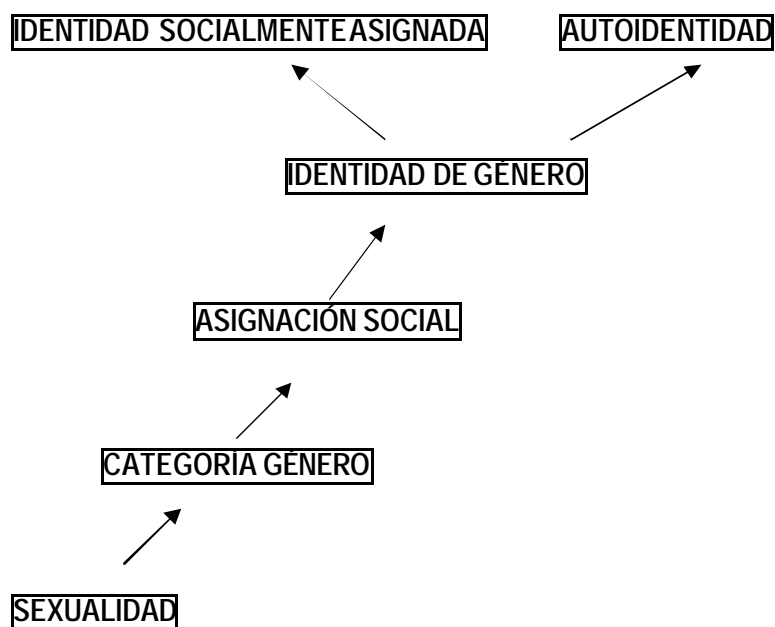 IDENTIDAD SOCIALMENTE ASIGNADA
AUTOIDENTIDAD
IDENTIDAD DE GÉNERO
ASIGNACIÓN SOCIAL
CATEGORÍA GÉNERO
SEXUALIDAD